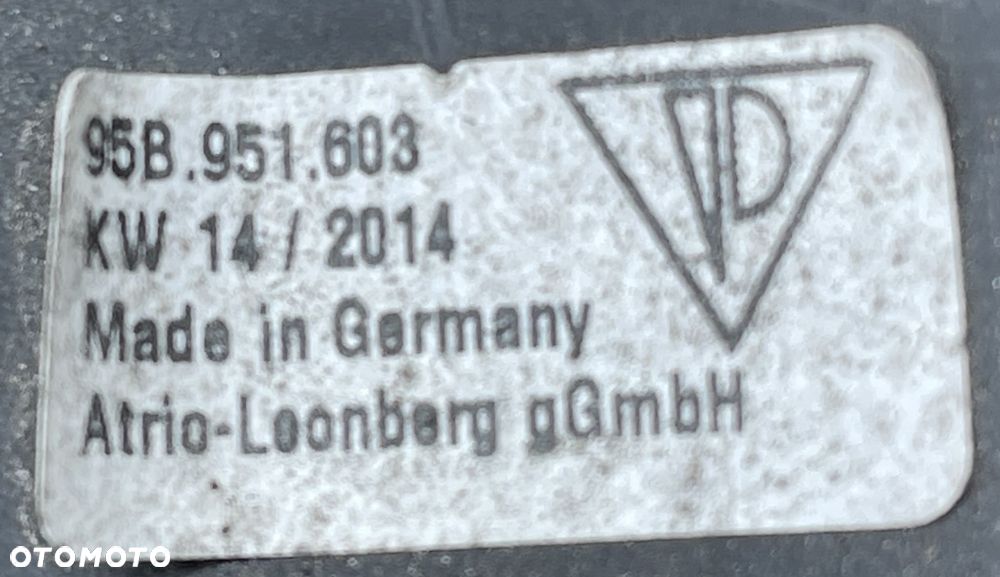 95B.951.603
KW 14 / 2014
Made in Germany
Atrio-Leonberg gGmbH
OTOMOTO